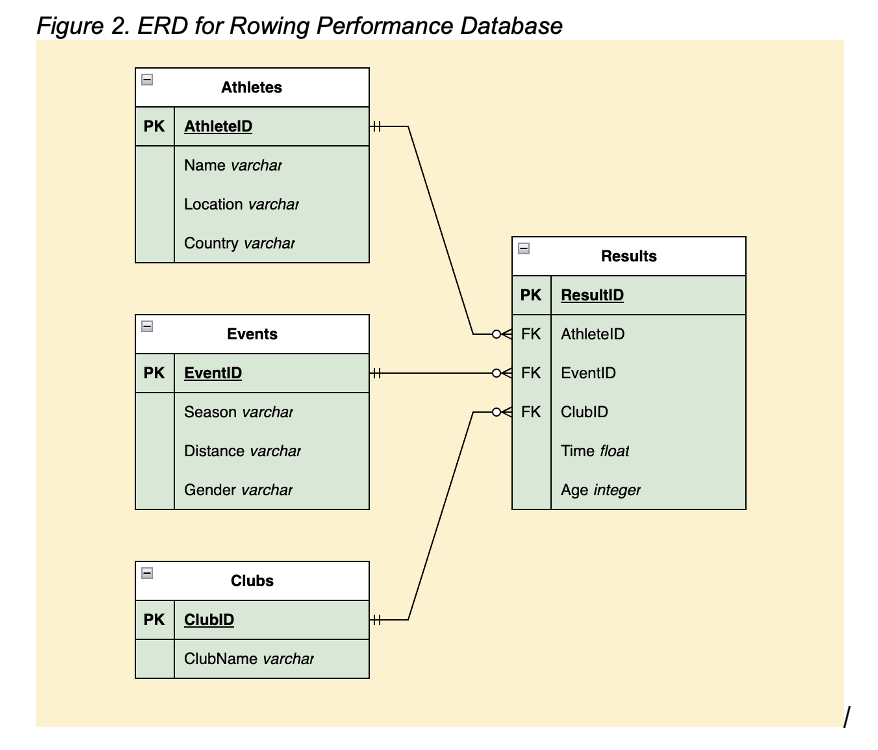 Figure 2. ERD for Rowing Performance Database
Athletes
PK AthleteID
Name varchar
Location varchar
Country varchar
Events
PK EventID
Season varchar
Distance varchar
Gender varchar
Clubs
PK ClubID
ClubName varchar
Results
PK ResultID
FK AthleteID
FK EventID
FK ClubID
Time float
Age integer
/